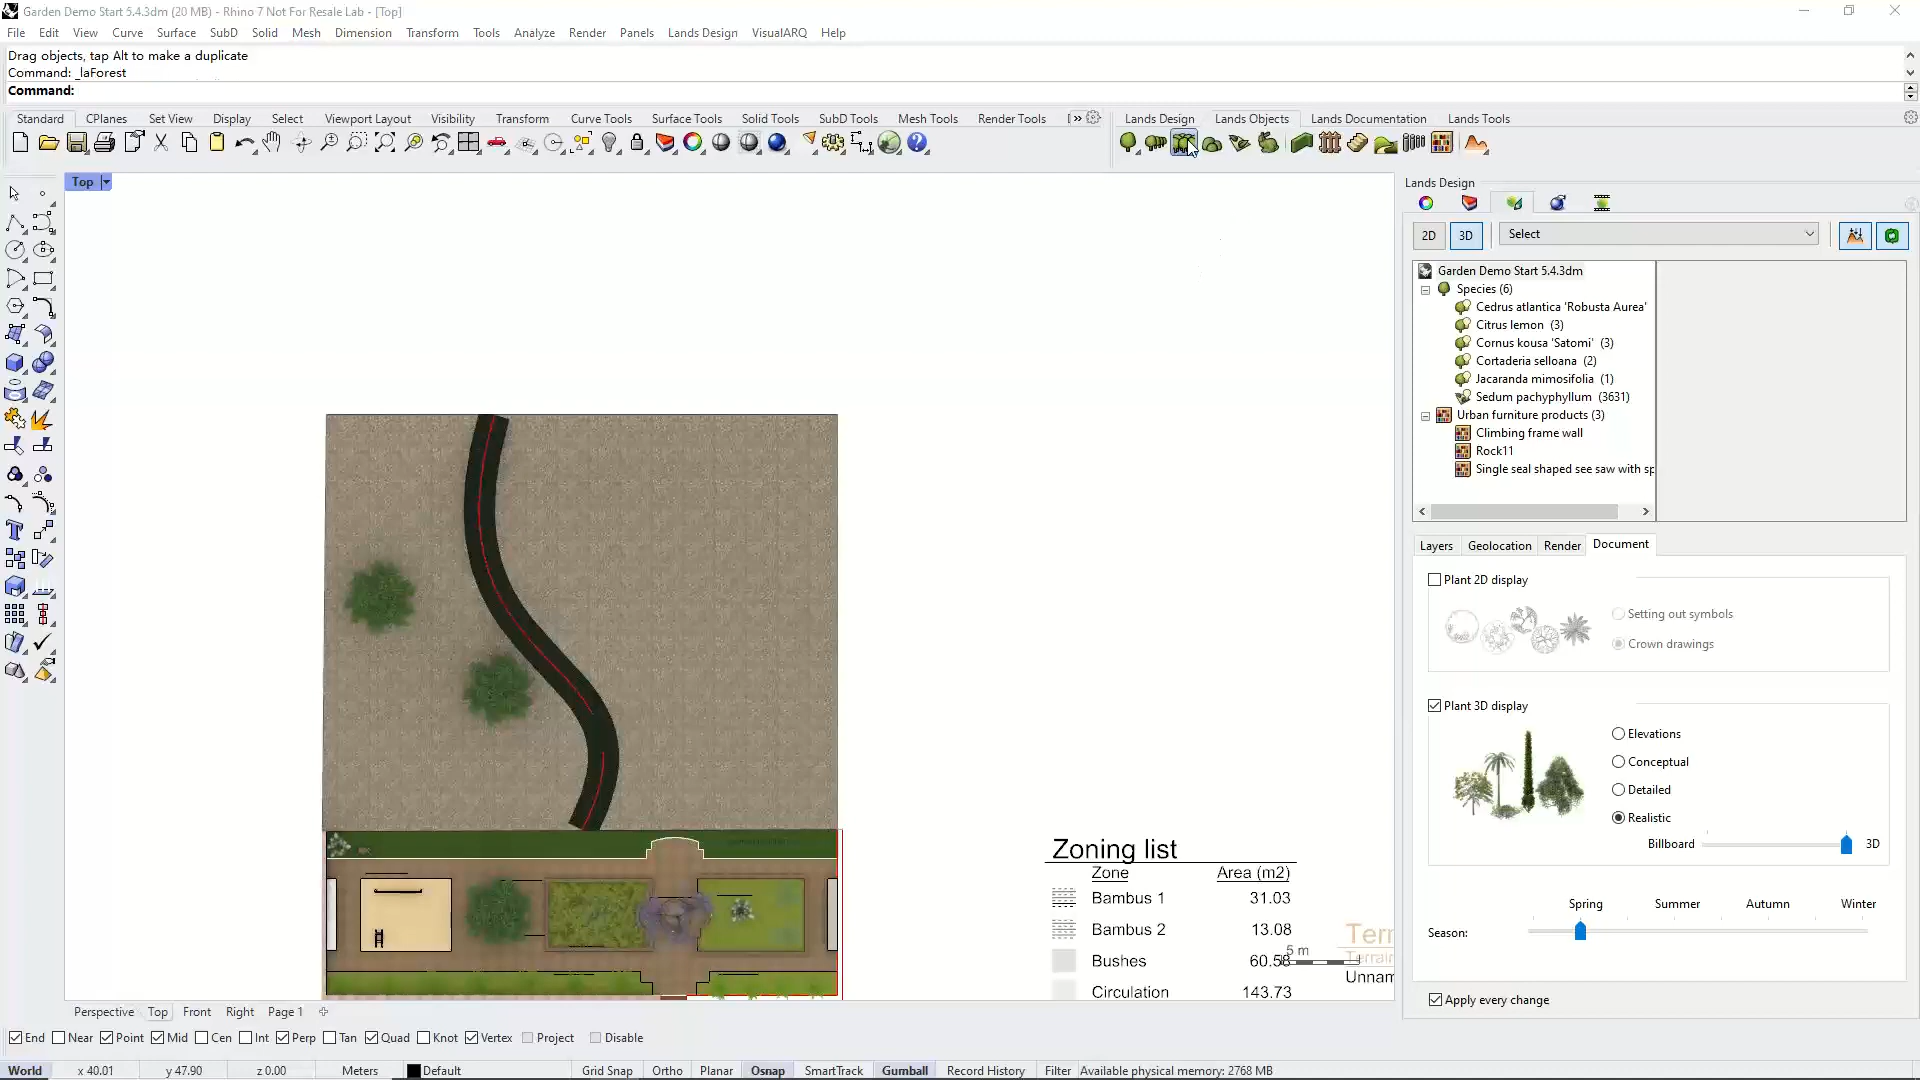 Garden Demo Start 5.4.3dm (20 MB) - Rhino 7 Not For Resale Lab - [Top]
File Edit View Curve Surface SubD Solid Mesh Dimension Transform Tools Analyze Render Panels Lands Design VisualARQ Help
Drag objects, tap Alt to make a duplicate
Command: _laForest
Command:
Standard CPlanes Set View Display Select Viewport Layout Visibility Transform Curve Tools Surface Tools Solid Tools SubD Tools Mesh Tools Render Tools
Lands Design Lands Objects Lands Documentation Lands Tools
Top
Lands Design
2D 3D Select
Garden Demo Start 5.4.3dm
Species (6)
Cedrus atlantica 'Robusta Aurea'
Citrus lemon (3)
Cornus kousa 'Satomi' (3)
Cortaderia selloana (2)
Jacaranda mimosifolia (1)
Sedum pachyphyllum (3631)
Urban furniture products (3)
Climbing frame wall
Rock11
Single seal shaped see saw with sp
Layers Geolocation Render Document
Plant 2D display
Setting out symbols
Crown drawings
Plant 3D display
Elevations
Conceptual
Detailed
Realistic
Billboard 3D
Spring Summer Autumn Winter
Season:
Apply every change
Zoning list
Zone Area (m2)
Bambus 1 31.03
Bambus 2 13.08
Bushes 60.58
Circulation 143.73
5 m
Terr
Terrain
Unnam
Perspective Top Front Right Page 1
End Near Point Mid Cen Int Perp Tan Quad Knot Vertex Project Disable
World x 40.01 y 47.90 z 0.00 Meters Default Grid Snap Ortho Planar Osnap SmartTrack Gumball Record History Filter Available physical memory: 2768 MB